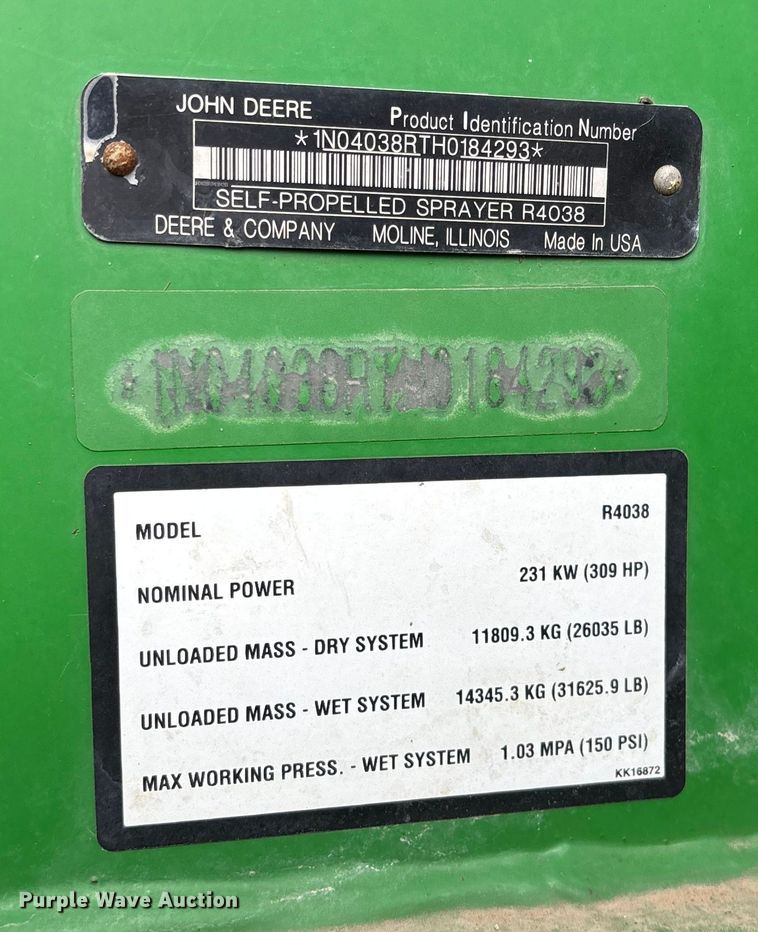 JOHN DEERE Product Identification Number
*1N04038RTH0184293*
SELF-PROPELLED SPRAYER R4038
DEERE & COMPANY MOLINE, ILLINOIS Made In USA
*1N04038RTH0184293*
MODEL R4038
NOMINAL POWER 231 KW (309 HP)
UNLOADED MASS - DRY SYSTEM 11809.3 KG (26035 LB)
UNLOADED MASS - WET SYSTEM 14345.3 KG (31625.9 LB)
MAX WORKING PRESS. - WET SYSTEM 1.03 MPA (150 PSI)
KK16872
Purple Wave Auction